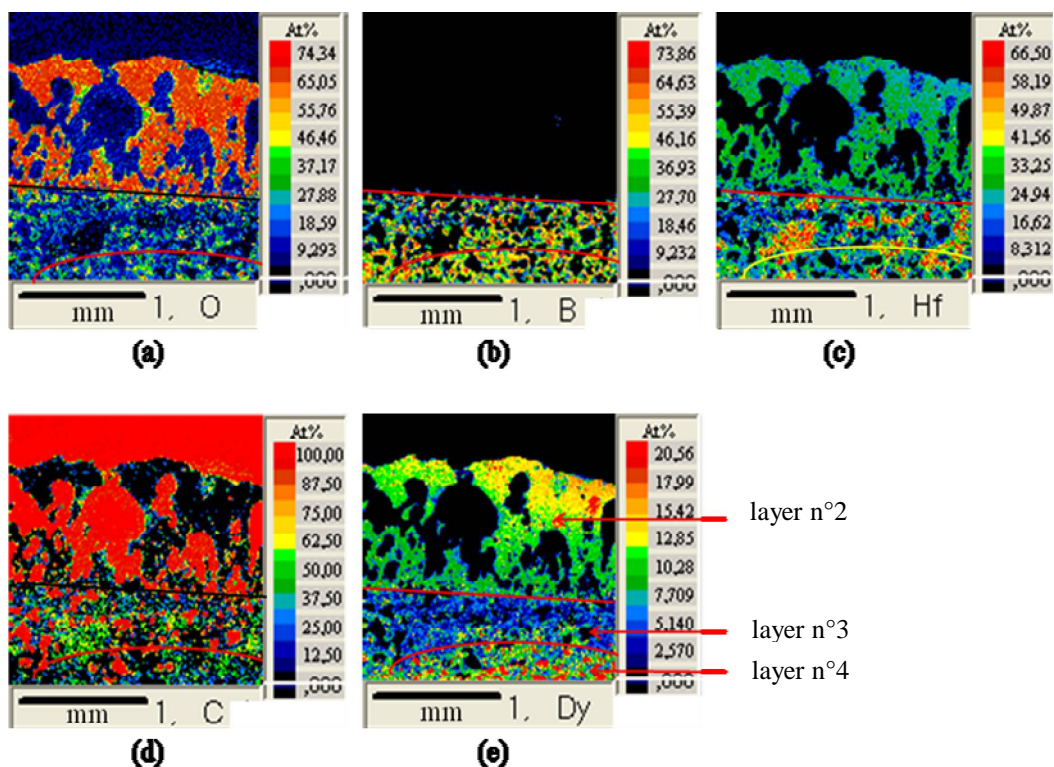 At%
74,34
65,05
55,76
46,46
37,17
27,88
18,59
9,293
,000
mm 1, O
(a)
At%
73,86
64,63
55,39
46,16
36,93
27,70
18,46
9,232
,000
mm 1, B
(b)
At%
66,50
58,19
49,87
41,56
33,25
24,94
16,62
8,312
,000
mm 1, Hf
(c)
At%
100,00
87,50
75,00
62,50
50,00
37,50
25,00
12,50
,000
mm 1, C
(d)
At%
20,56
17,99
15,42
12,85
10,28
7,709
5,140
2,570
,000
mm 1, Dy
(e)
layer n°2
layer n°3
layer n°4